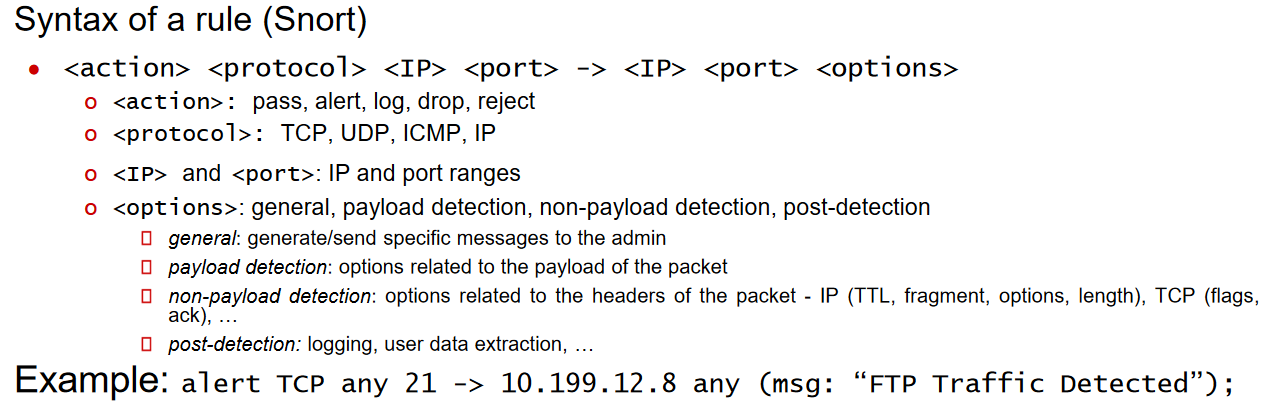 Syntax of a rule (Snort)
• <action> <protocol> <IP> <port> -> <IP> <port> <options>
o <action>: pass, alert, log, drop, reject
o <protocol>: TCP, UDP, ICMP, IP
o <IP> and <port>: IP and port ranges
o <options>: general, payload detection, non-payload detection, post-detection
▯ general: generate/send specific messages to the admin
▯ payload detection: options related to the payload of the packet
▯ non-payload detection: options related to the headers of the packet - IP (TTL, fragment, options, length), TCP (flags,
ack), …
▯ post-detection: logging, user data extraction, …
Example: alert TCP any 21 -> 10.199.12.8 any (msg: “FTP Traffic Detected”);